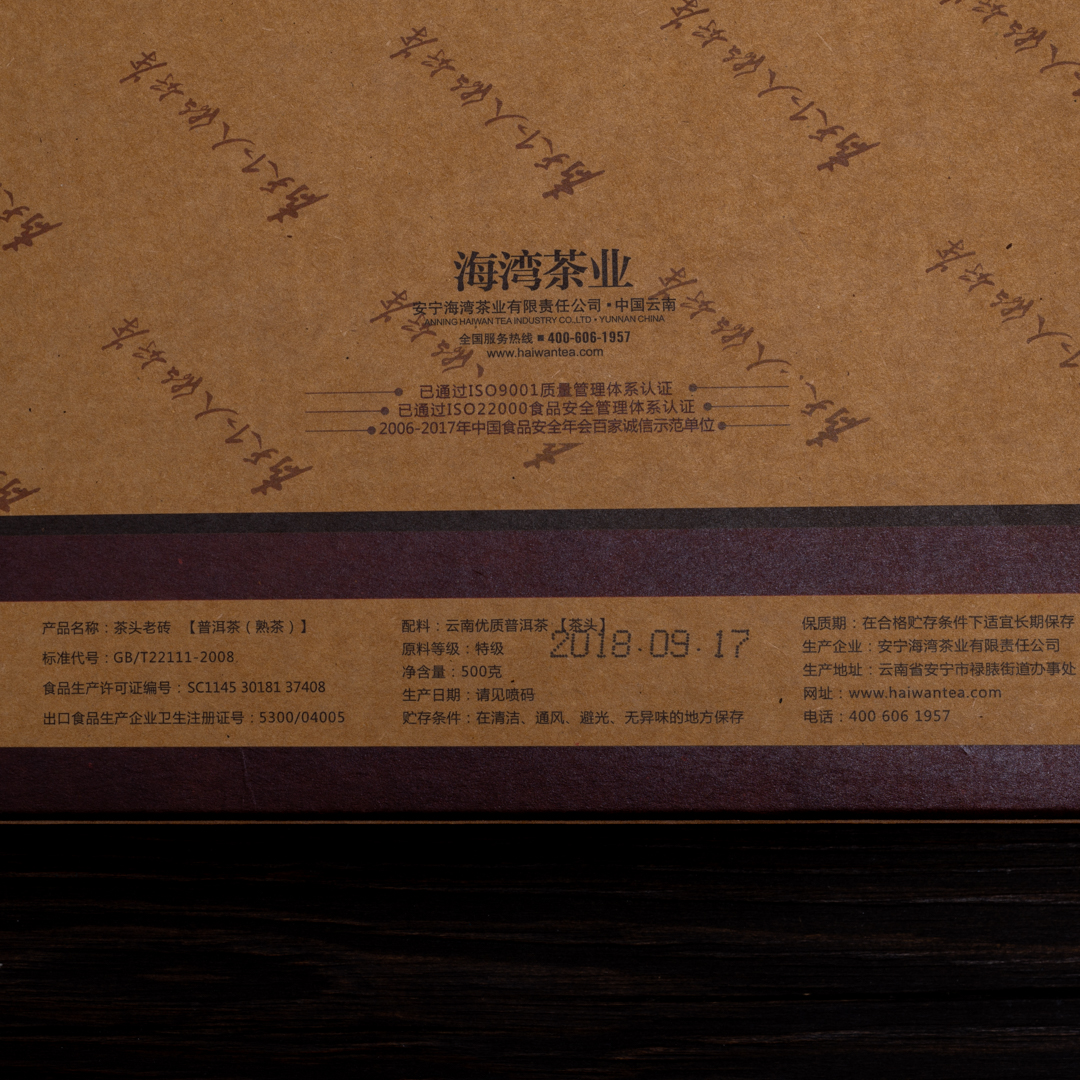 海湾茶业
安宁海湾茶业有限责任公司·中国云南
ANNING HAIWAN TEA INDUSTRY CO.,LTD·YUNNAN CHINA
全国服务热线■400-606-1957
www.haiwantea.com
已通过ISO9001质量管理体系认证
已通过ISO22000食品安全管理体系认证
2006-2017年中国食品安全年会百家诚信示范单位
产品名称：茶头老砖 【普洱茶（熟茶）】
标准代号：GB/T22111-2008
食品生产许可证编号：SC1145 30181 37408
出口食品生产企业卫生注册证号：5300/04005
配料：云南优质普洱茶【茶头】
原料等级：特级
净含量：500克
生产日期：请见喷码
贮存条件：在清洁、通风、避光、无异味的地方保存
2018.09.17
保质期：在合格贮存条件下适宜长期保存
生产企业：安宁海湾茶业有限责任公司
生产地址：云南省安宁市禄脿街道办事处
网址：www.haiwantea.com
电话：400 606 1957